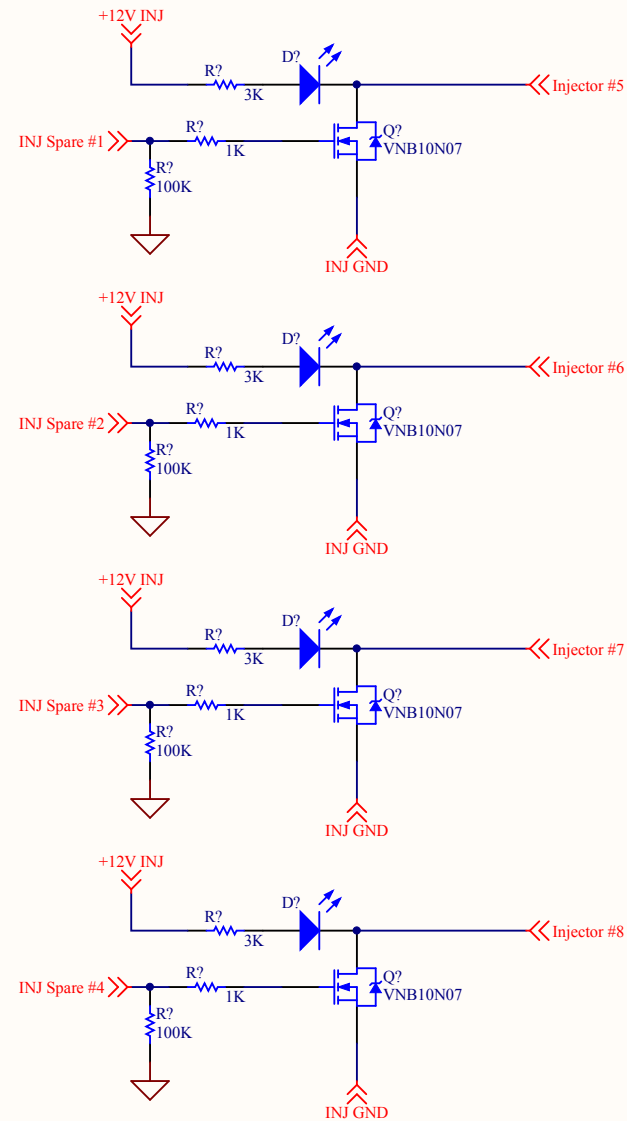 +12V INJ
D?
R?
3K
Injector #5
INJ Spare #1
R?
1K
Q?
VNB10N07
R?
100K
INJ GND
+12V INJ
D?
R?
3K
Injector #6
INJ Spare #2
R?
1K
Q?
VNB10N07
R?
100K
INJ GND
+12V INJ
D?
R?
3K
Injector #7
INJ Spare #3
R?
1K
Q?
VNB10N07
R?
100K
INJ GND
+12V INJ
D?
R?
3K
Injector #8
INJ Spare #4
R?
1K
Q?
VNB10N07
R?
100K
INJ GND